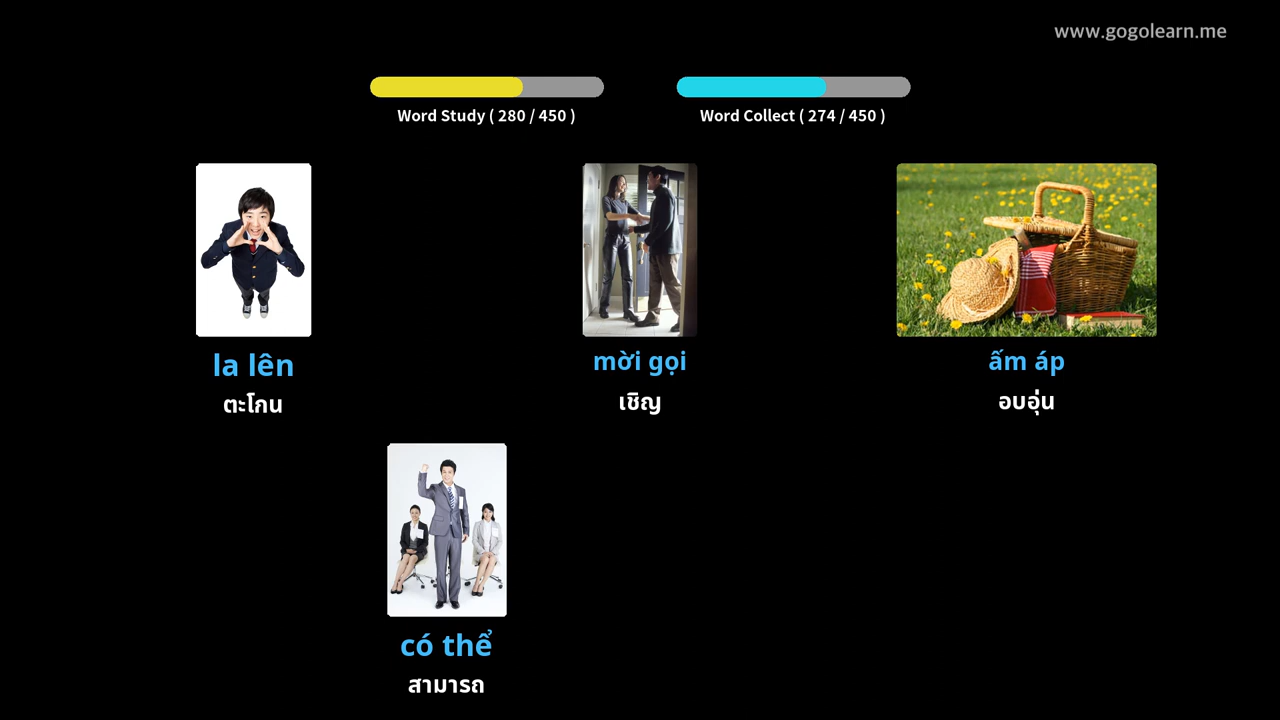 www.gogolearn.me
Word Study ( 280 / 450 )
Word Collect ( 274 / 450 )
la lên
ตะโกน
mời gọi
เชิญ
ấm áp
อบอุ่น
có thể
สามารถ